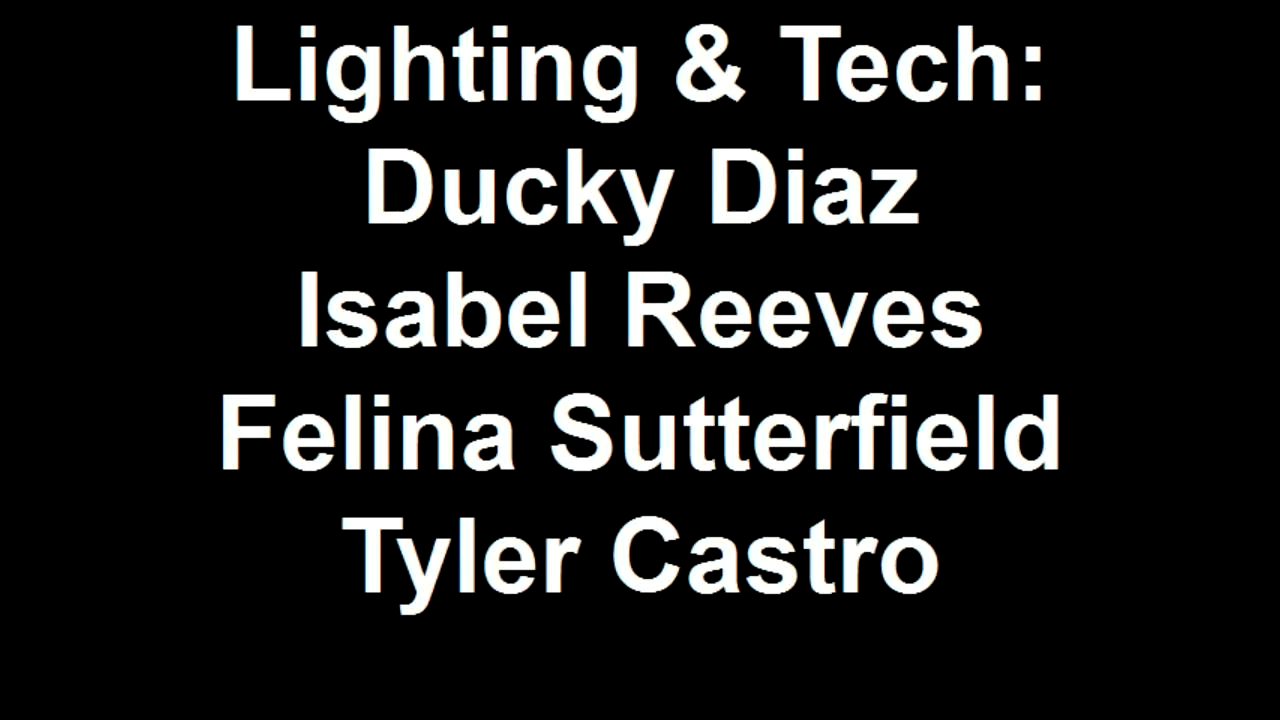 Lighting & Tech:
Ducky Diaz
Isabel Reeves
Felina Sutterfield
Tyler Castro